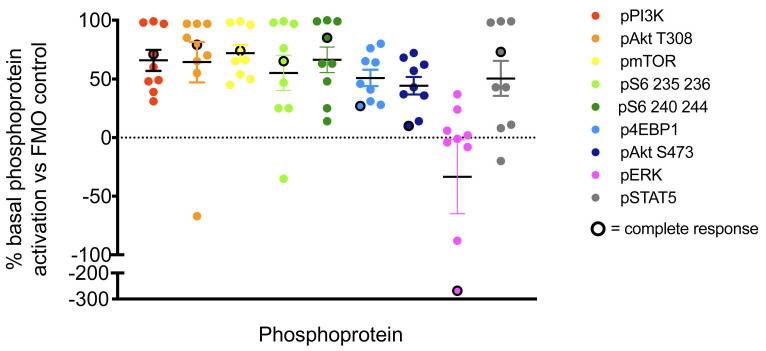 % basal phosphoprotein
activation vs FMO control
100
50
0
-50
-100
-200
-300
Phosphoprotein
pPI3K
pAkt T308
pmTOR
pS6 235 236
pS6 240 244
p4EBP1
pAkt S473
pERK
pSTAT5
= complete response